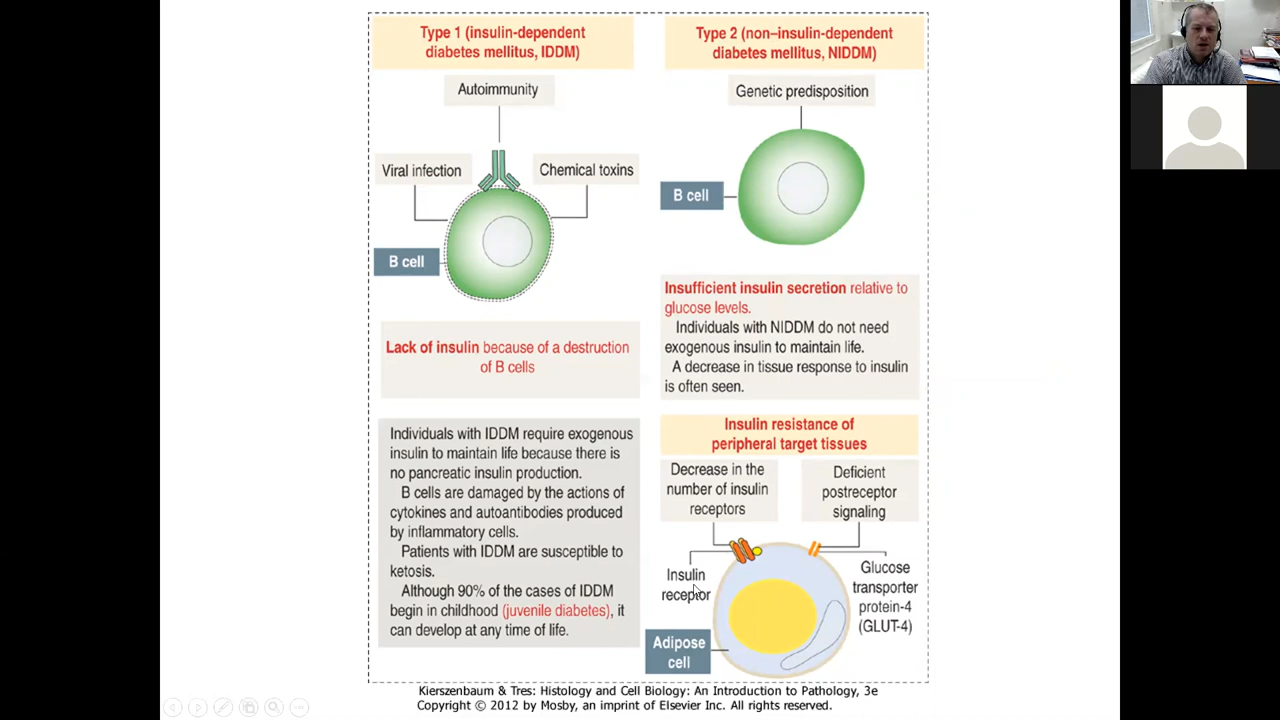 Type 1 (insulin-dependent
diabetes mellitus, IDDM)
Autoimmunity
Viral infection
Chemical toxins
B cell
Lack of insulin because of a destruction
of B cells
Individuals with IDDM require exogenous
insulin to maintain life because there is
no pancreatic insulin production.
B cells are damaged by the actions of
cytokines and autoantibodies produced
by inflammatory cells.
Patients with IDDM are susceptible to
ketosis.
Although 90% of the cases of IDDM
begin in childhood (juvenile diabetes), it
can develop at any time of life.
Type 2 (non–insulin-dependent
diabetes mellitus, NIDDM)
Genetic predisposition
B cell
Insufficient insulin secretion relative to
glucose levels.
Individuals with NIDDM do not need
exogenous insulin to maintain life.
A decrease in tissue response to insulin
is often seen.
Insulin resistance of
peripheral target tissues
Decrease in the
number of insulin
receptors
Deficient
postreceptor
signaling
Insulin
receptor
Glucose
transporter
protein-4
(GLUT-4)
Adipose
cell
Kierszenbaum & Tres: Histology and Cell Biology: An Introduction to Pathology, 3e
Copyright © 2012 by Mosby, an imprint of Elsevier Inc. All rights reserved.